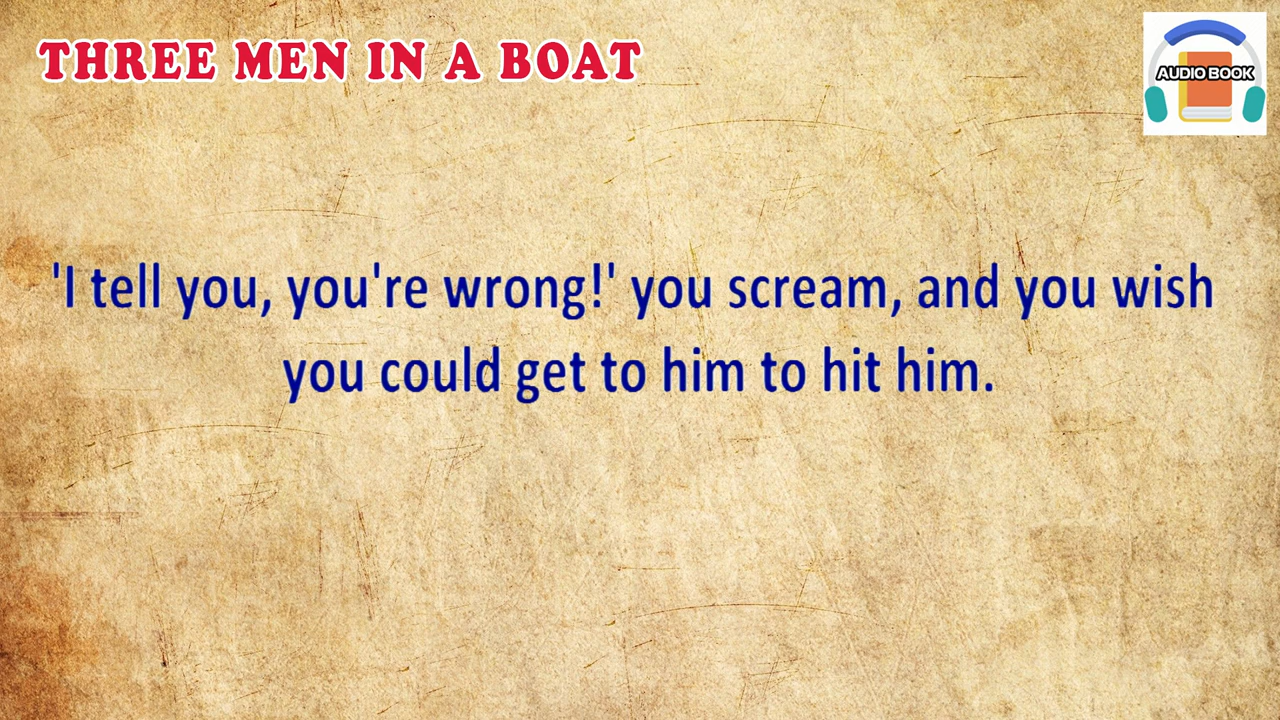 THREE MEN IN A BOAT
AUDIO BOOK
'I tell you, you're wrong!' you scream, and you wish
you could get to him to hit him.